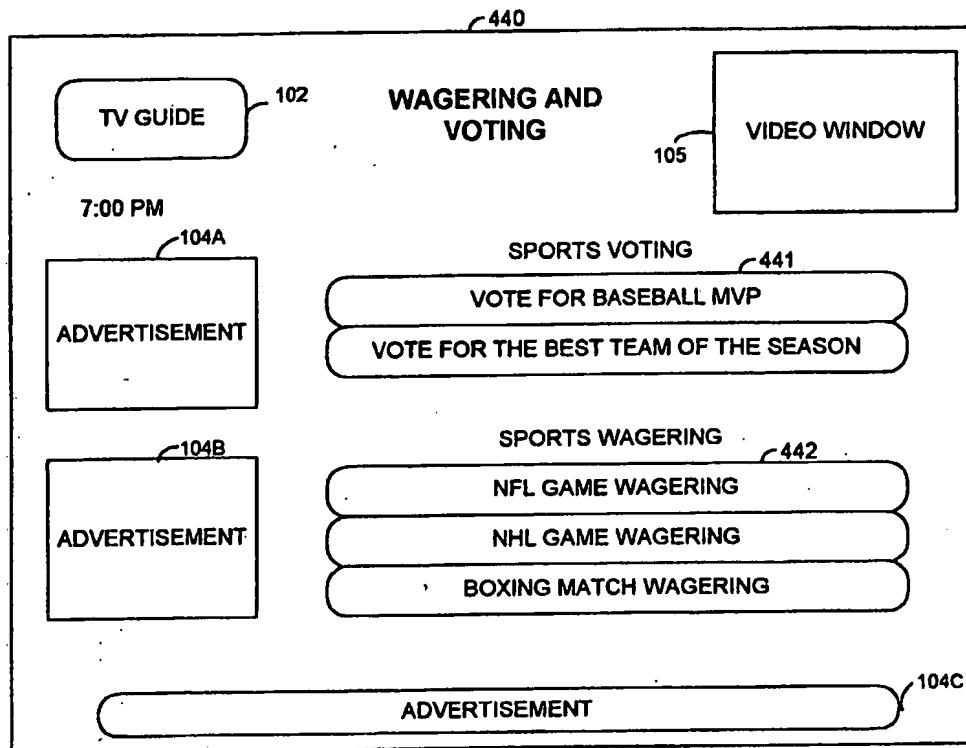 440
TV GUIDE
102
WAGERING AND
VOTING
105
VIDEO WINDOW
7:00 PM
104A
ADVERTISEMENT
SPORTS VOTING
441
VOTE FOR BASEBALL MVP
VOTE FOR THE BEST TEAM OF THE SEASON
104B
ADVERTISEMENT
SPORTS WAGERING
442
NFL GAME WAGERING
NHL GAME WAGERING
BOXING MATCH WAGERING
ADVERTISEMENT
104C